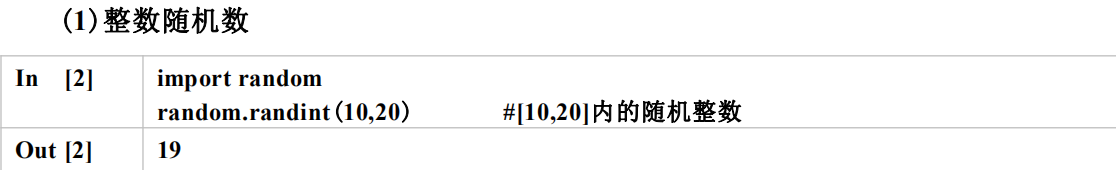 (1)整数随机数
In [2] import random
random.randint(10,20) #[10,20]内的随机整数
Out [2] 19